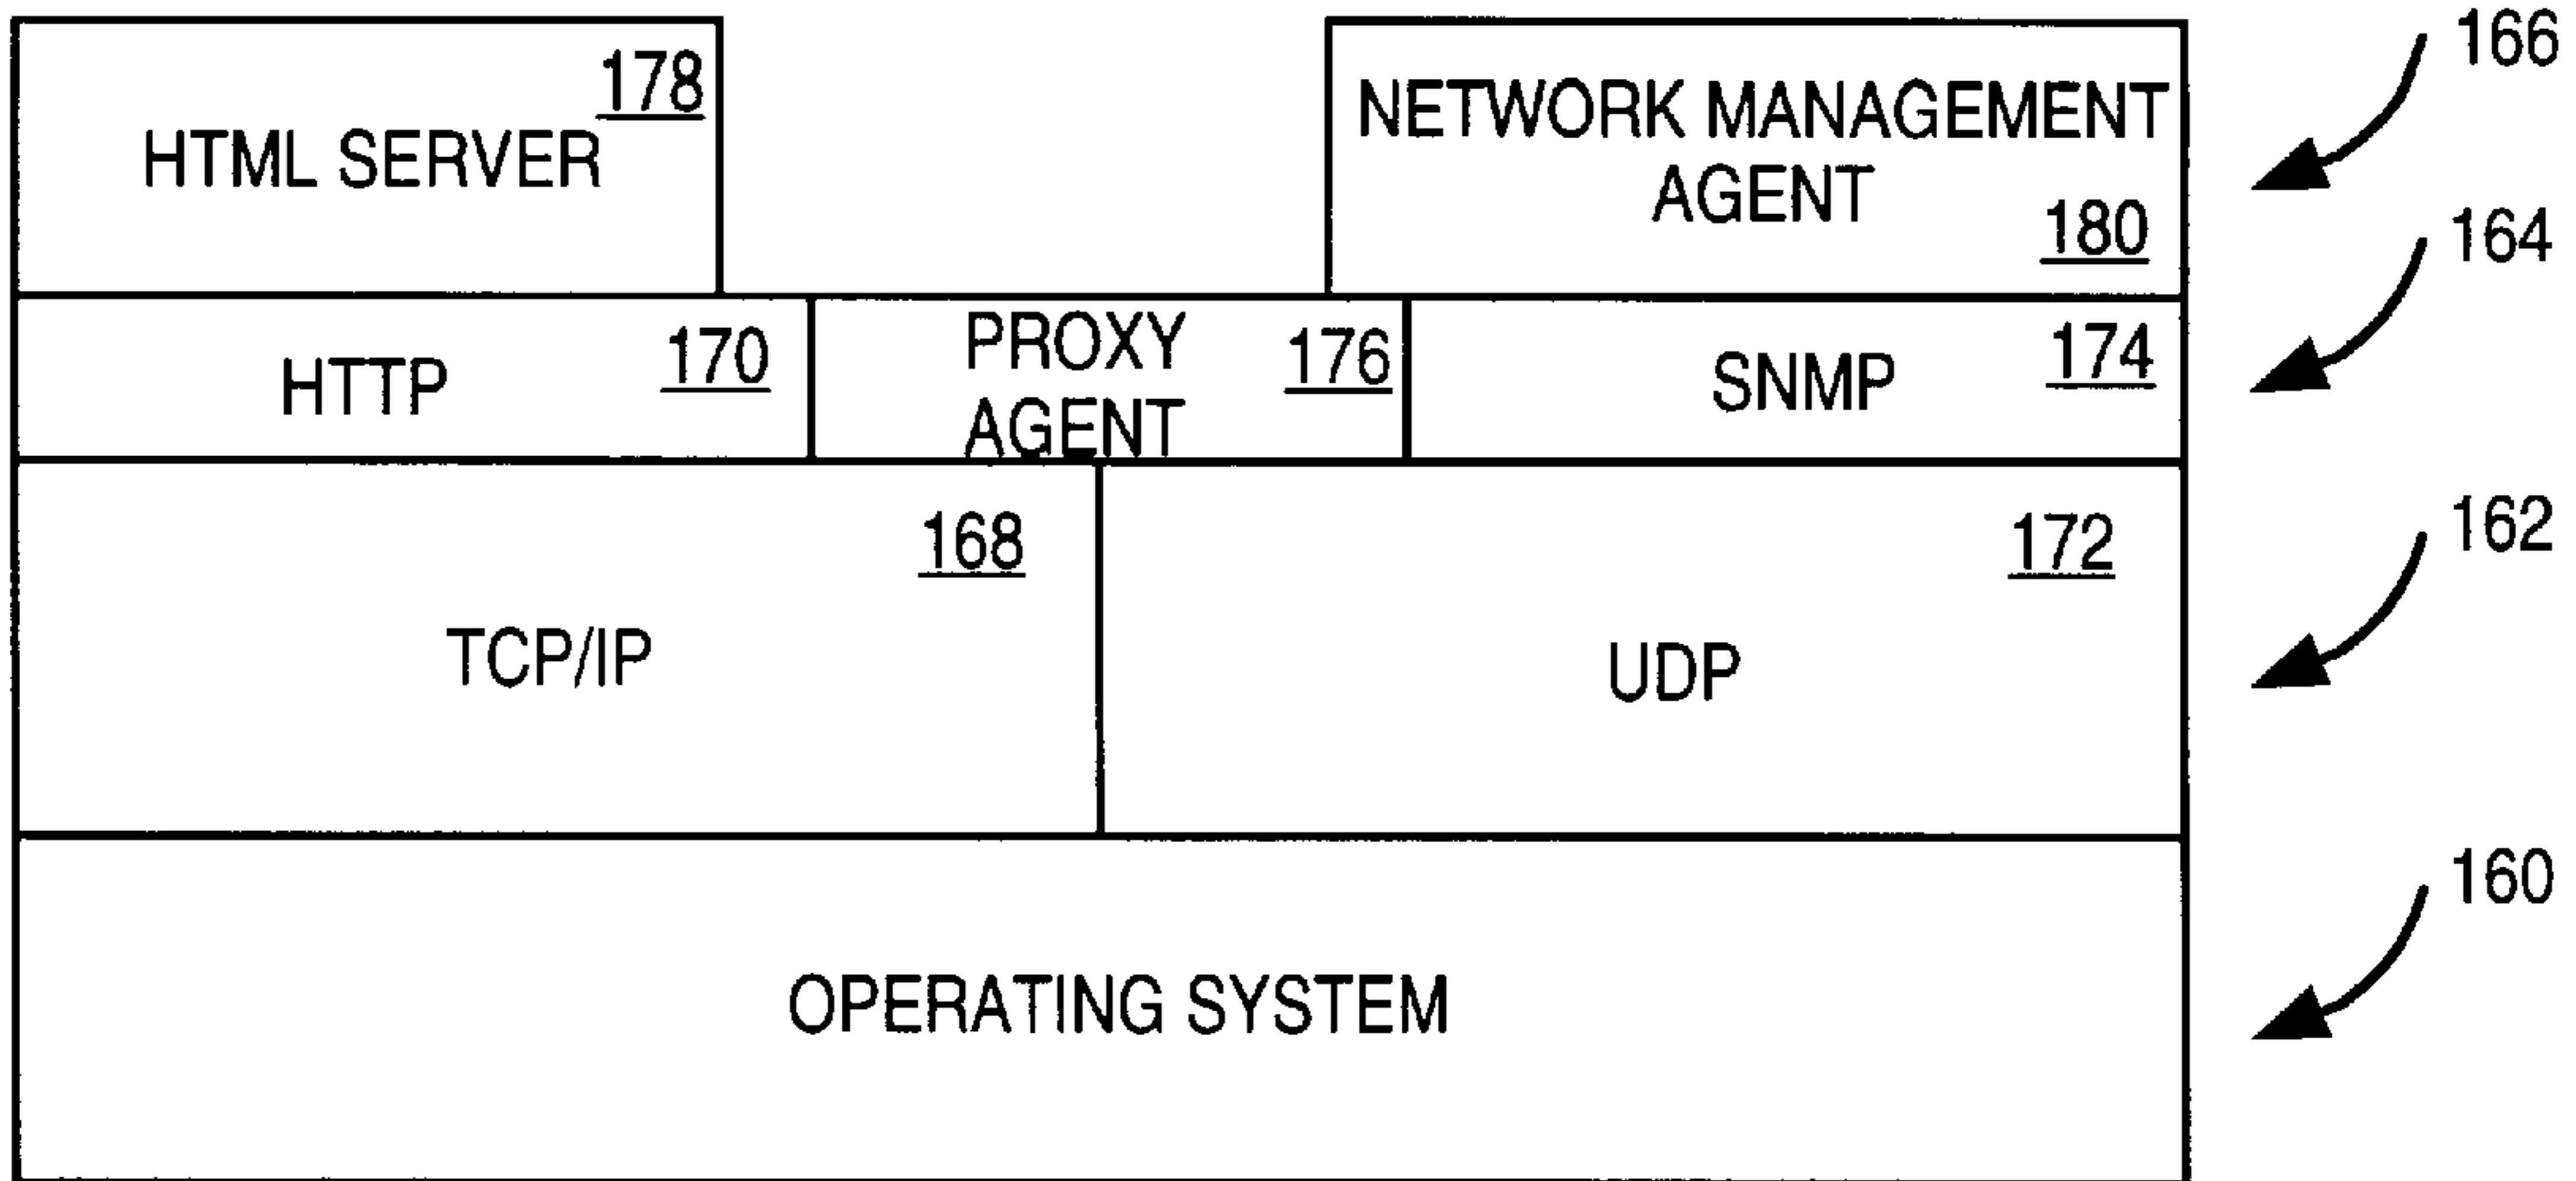 178
HTML SERVER
NETWORK MANAGEMENT
AGENT
180
166
HTTP
170
PROXY
AGENT
176
SNMP
174
164
TCP/IP
168
UDP
172
162
OPERATING SYSTEM
160